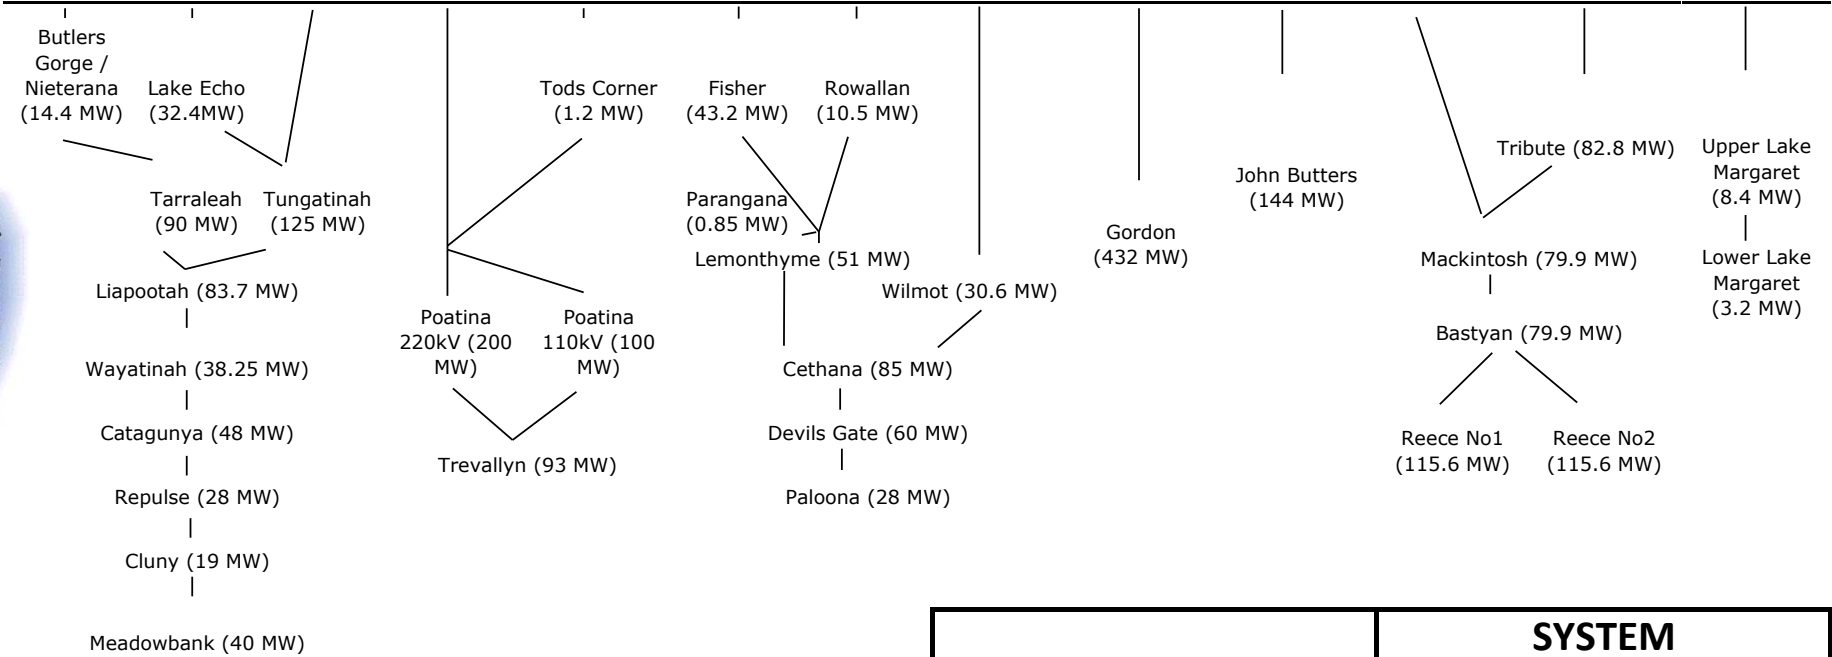 Butlers
Gorge /
Nieterana
(14.4 MW)
Lake Echo
(32.4MW)
Tods Corner
(1.2 MW)
Fisher
(43.2 MW)
Rowallan
(10.5 MW)
Tribute (82.8 MW)
Upper Lake
Margaret
(8.4 MW)
John Butters
(144 MW)
Tarraleah
(90 MW)
Tungatinah
(125 MW)
Parangana
(0.85 MW)
Gordon
(432 MW)
Lemonthyme (51 MW)
Mackintosh (79.9 MW)
Lower Lake
Margaret
(3.2 MW)
Liapootah (83.7 MW)
Wilmot (30.6 MW)
Poatina
220kV (200
MW)
Poatina
110kV (100
MW)
Bastyan (79.9 MW)
Wayatinah (38.25 MW)
Cethana (85 MW)
Catagunya (48 MW)
Devils Gate (60 MW)
Reece No1
(115.6 MW)
Reece No2
(115.6 MW)
Trevallyn (93 MW)
Repulse (28 MW)
Paloona (28 MW)
Cluny (19 MW)
Meadowbank (40 MW)
SYSTEM